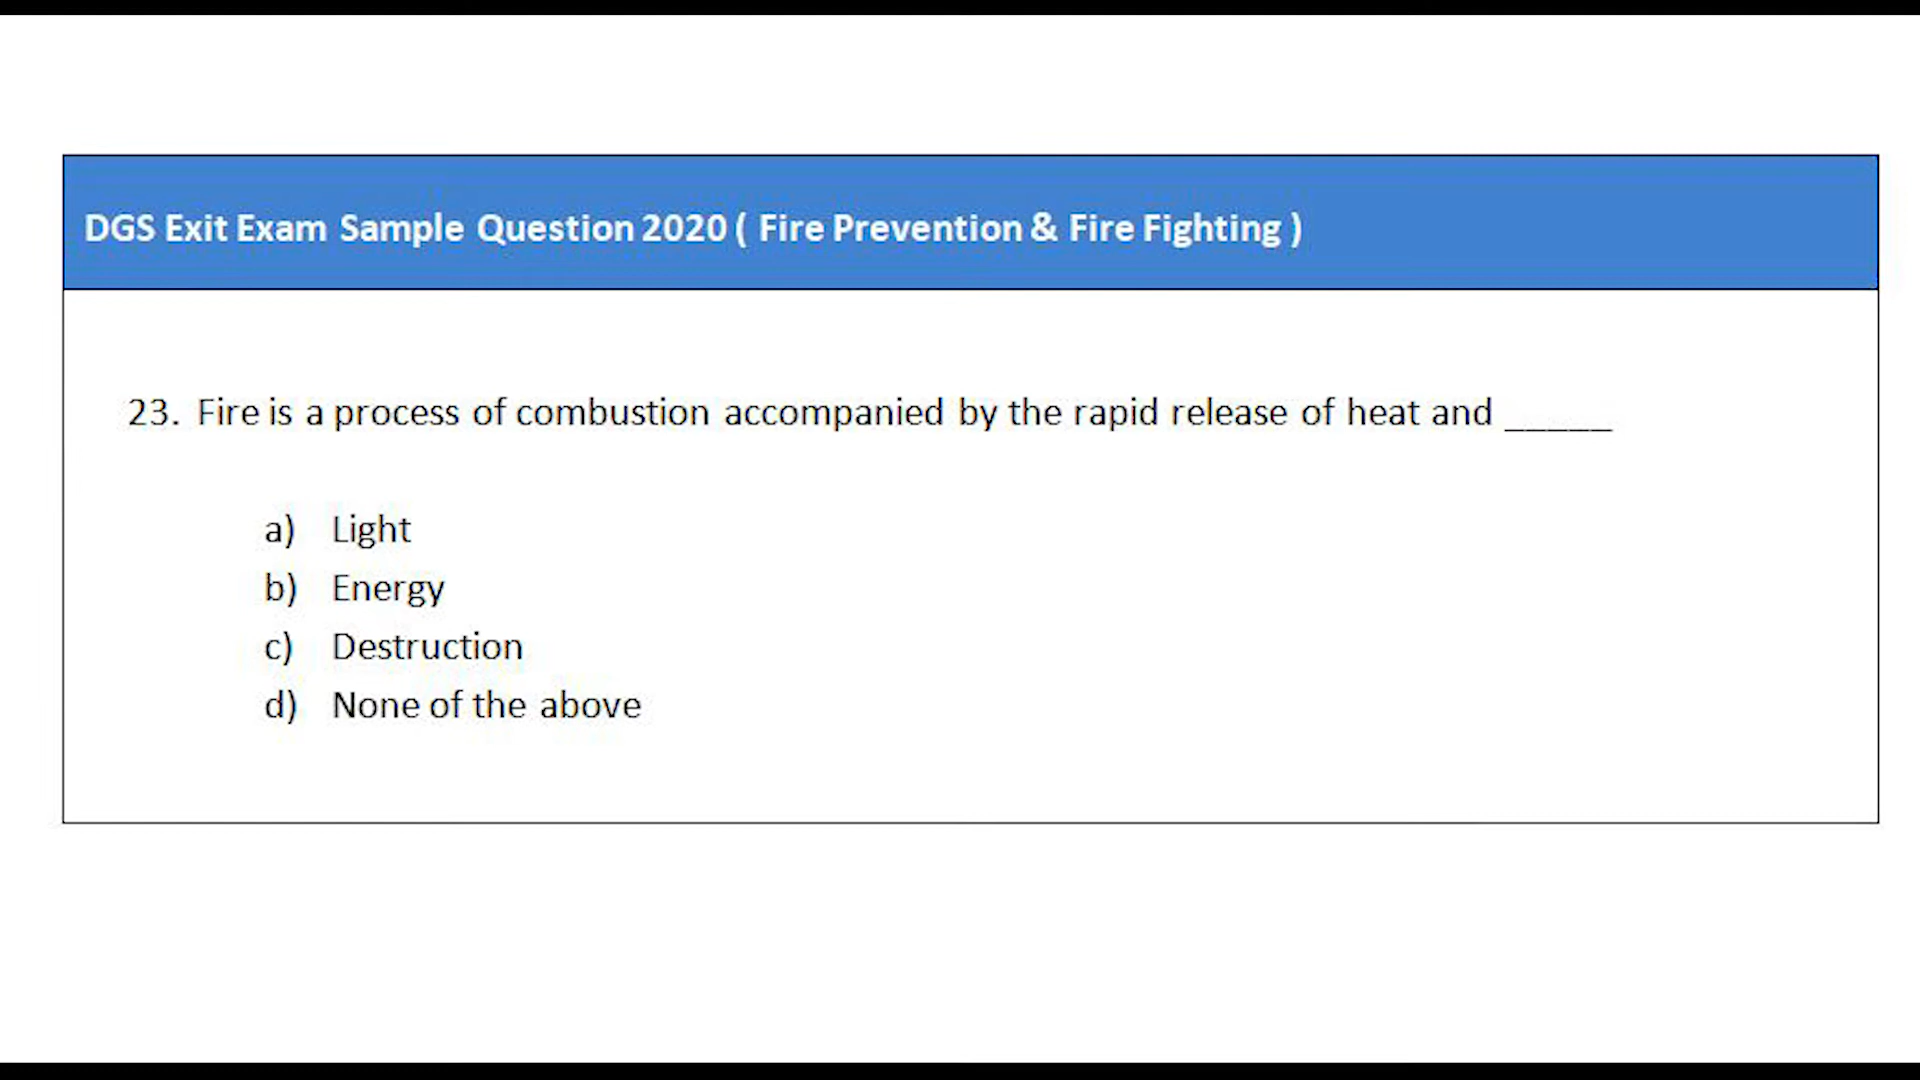 DGS Exit Exam Sample Question 2020 ( Fire Prevention & Fire Fighting )
23. Fire is a process of combustion accompanied by the rapid release of heat and _____
a) Light
b) Energy
c) Destruction
d) None of the above